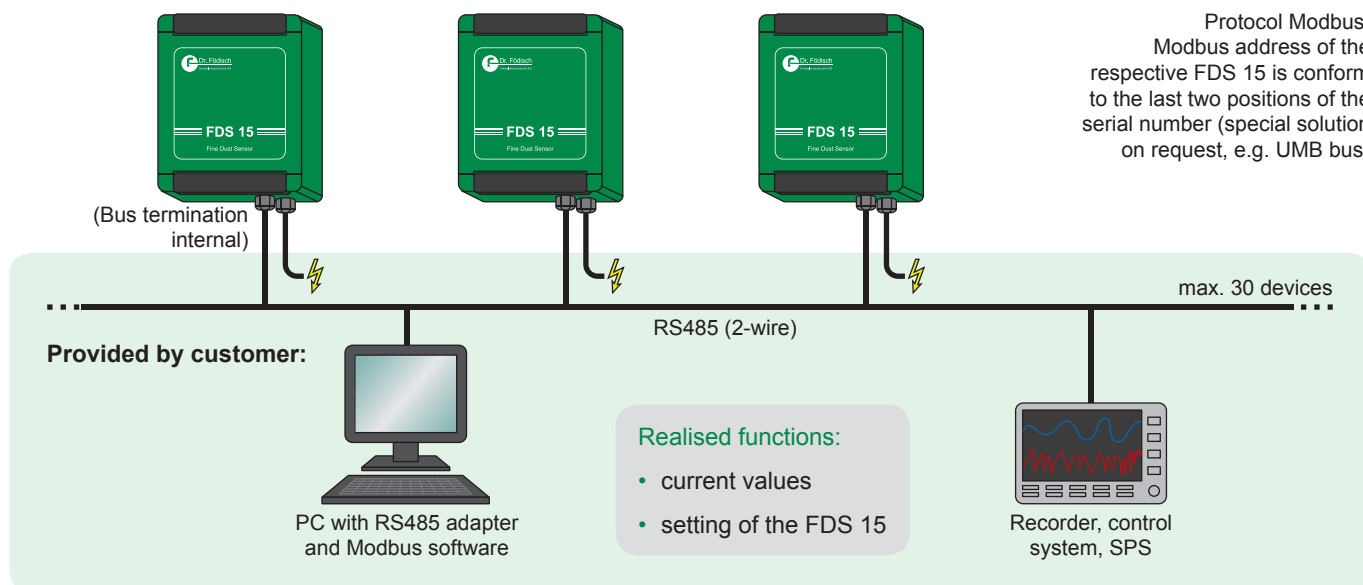 Dr. Födisch
FDS 15
Fine Dust Sensor
Dr. Födisch
FDS 15
Fine Dust Sensor
Dr. Födisch
FDS 15
Fine Dust Sensor
Protocol Modbus
Modbus address of the
respective FDS 15 is conform
to the last two positions of the
serial number (special solution
on request, e.g. UMB bus
(Bus termination
internal)
max. 30 devices
RS485 (2-wire)
Provided by customer:
Realised functions:
• current values
• setting of the FDS 15
PC with RS485 adapter
and Modbus software
Recorder, control
system, SPS